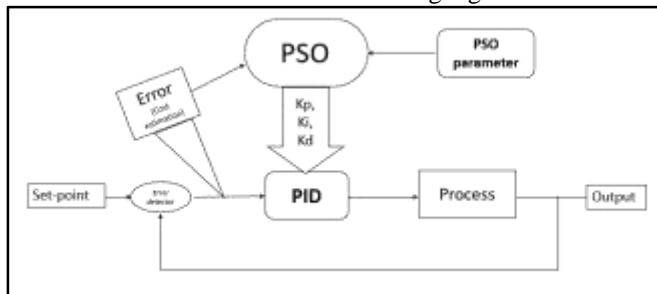 PSO
PSO
parameter
Error
(Cost
estimation)
Kp,
Ki,
Kd
Set-point
Error
detector
PID
Process
Output